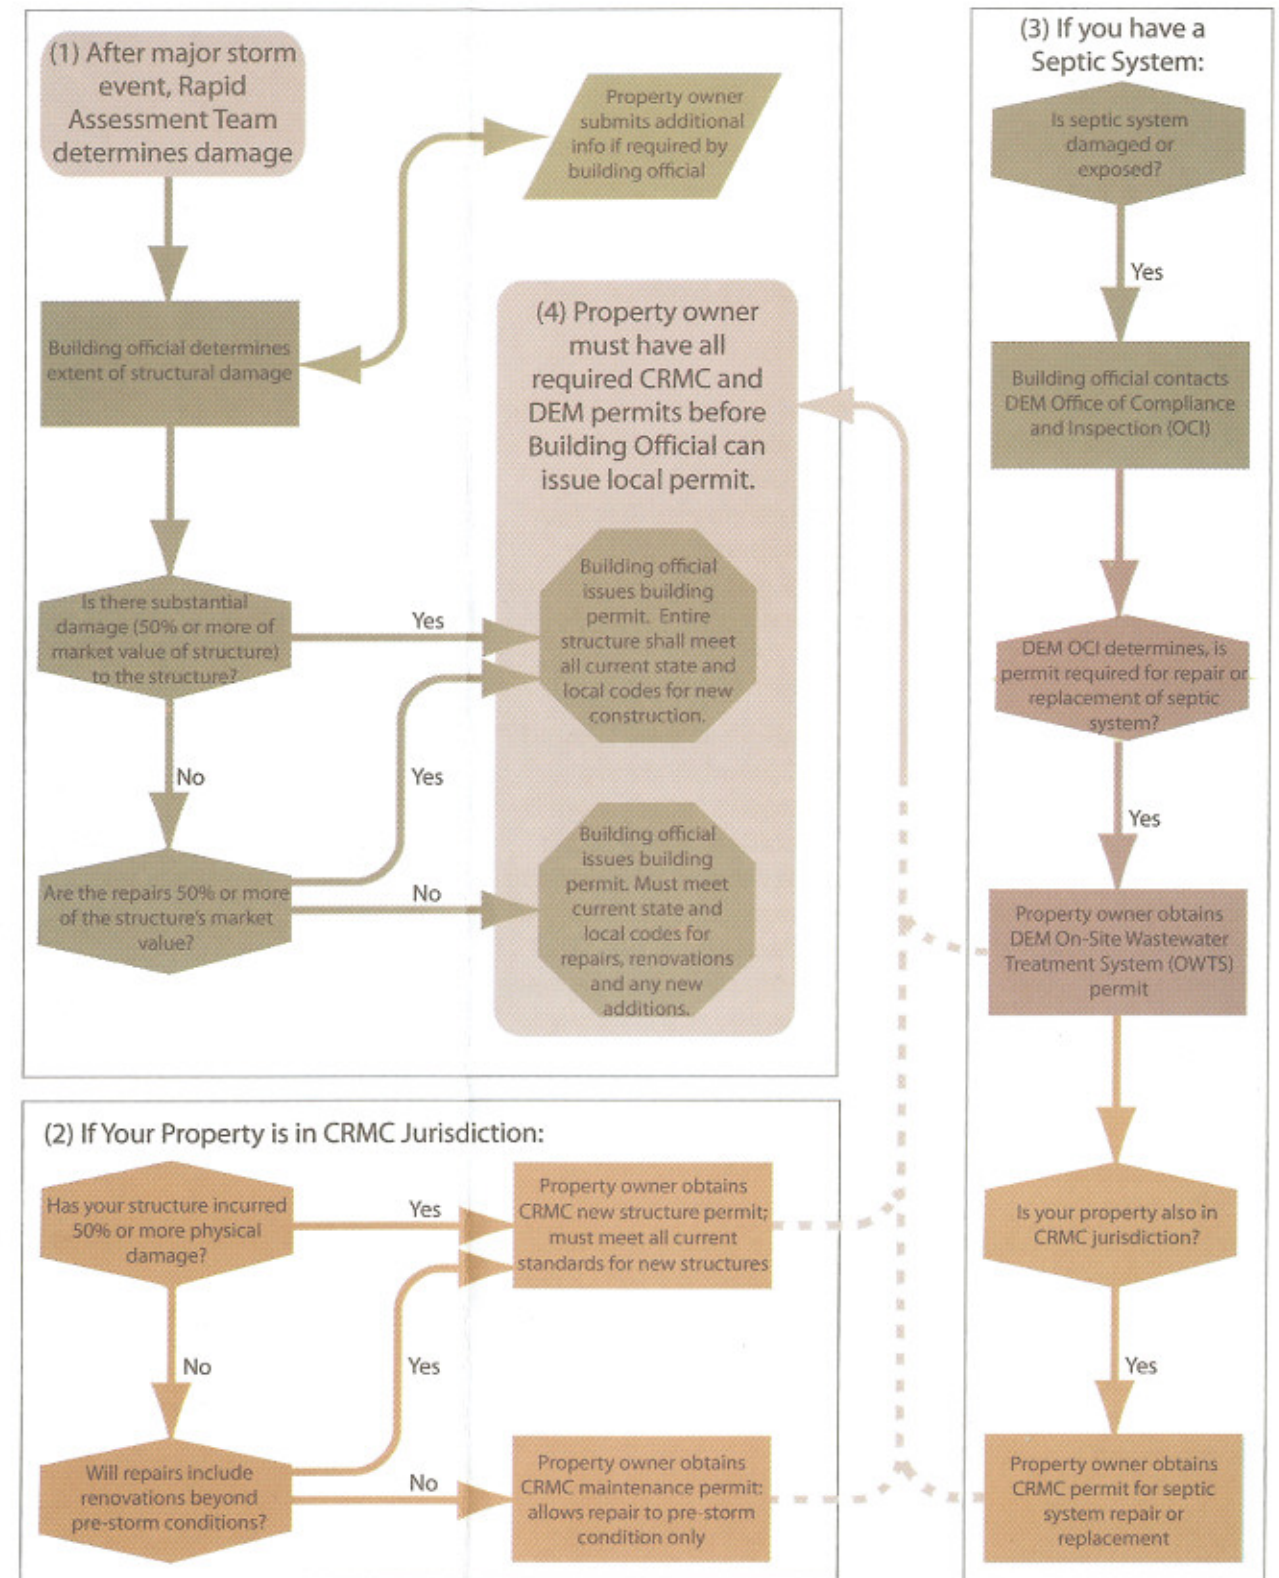 (1) After major storm
event, Rapid
Assessment Team
determines damage
Property owner
submits additional
info if required by
building official
Building official determines
extent of structural damage
(4) Property owner
must have all
required CRMC and
DEM permits before
Building Official can
issue local permit.
Is there substantial
damage (50% or more of
market value of structure)
to the structure?
Yes
Building official
issues building
permit. Entire
structure shall meet
all current state and
local codes for new
construction.
No
Yes
Are the repairs 50% or more
of the structure's market
value?
No
Building official
issues building
permit. Must meet
current state and
local codes for
repairs, renovations
and any new
additions.
(2) If Your Property is in CRMC Jurisdiction:
Has your structure incurred
50% or more physical
damage?
Yes
Property owner obtains
CRMC new structure permit;
must meet all current
standards for new structures
No
Yes
Will repairs include
renovations beyond
pre-storm conditions?
No
Property owner obtains
CRMC maintenance permit:
allows repair to pre-storm
condition only
(3) If you have a
Septic System:
Is septic system
damaged or
exposed?
Yes
Building official contacts
DEM Office of Compliance
and Inspection (OCI)
DEM OCI determines, is
permit required for repair or
replacement of septic
system?
Yes
Property owner obtains
DEM On-Site Wastewater
Treatment System (OWTS)
permit
Is your property also in
CRMC jurisdiction?
Yes
Property owner obtains
CRMC permit for septic
system repair or
replacement